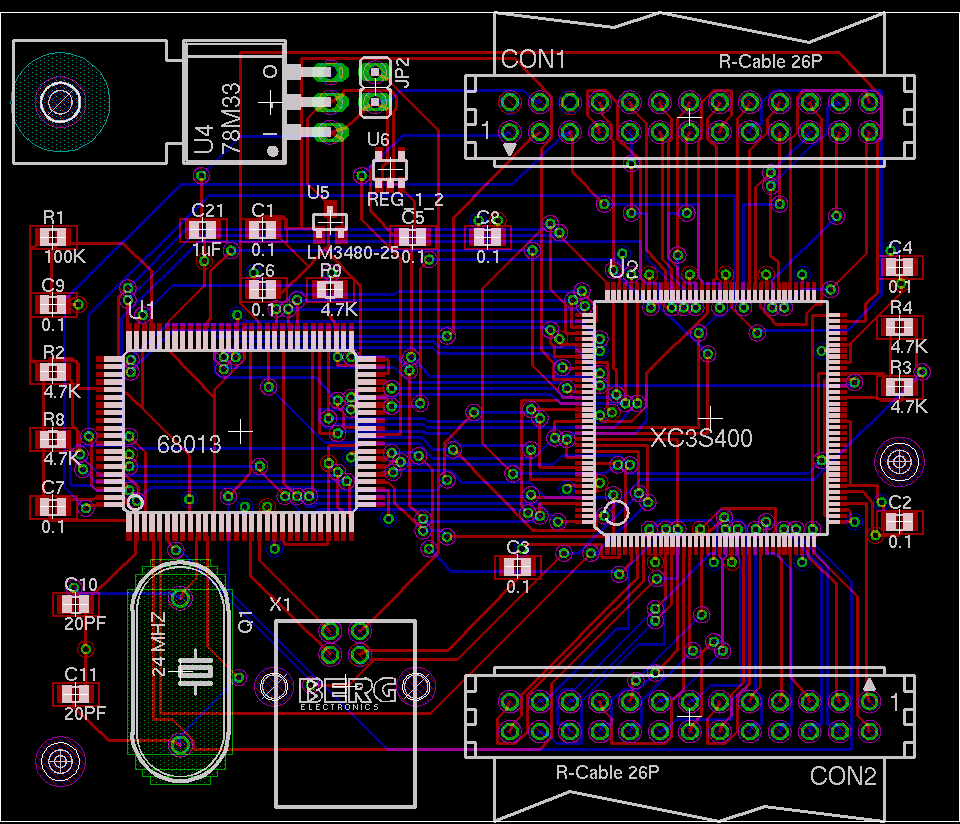 CON1
R-Cable 26P
JP2
O
U4
78M33
I
1
U6
REG_1_2
U5
LM3480-25
R1
100K
C21
1uF
C1
0.1
C5
0.1
C8
0.1
C6
0.1
R9
4.7K
C9
0.1
U1
U2
C4
0.1
R4
4.7K
R2
4.7K
R3
4.7K
R8
4.7K
68013
XC3S400
C7
0.1
C2
0.1
C3
0.1
C10
20PF
24 MHZ
Q1
X1
C11
20PF
BERG
ELECTRONICS
1
R-Cable 26P
CON2